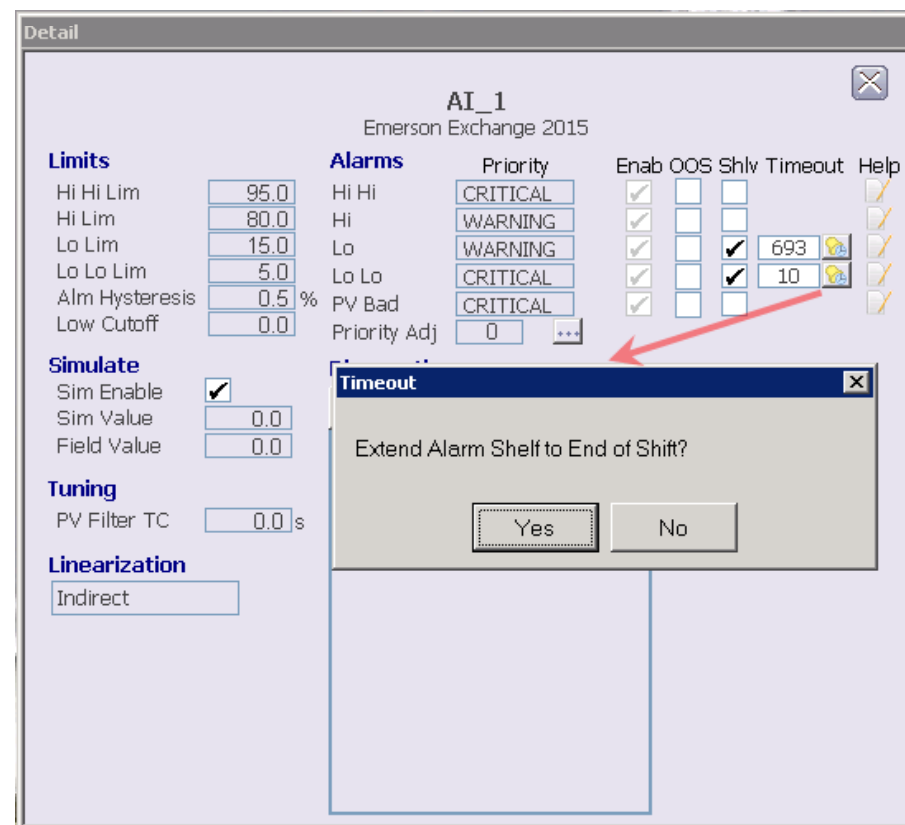 Detail
AI_1
Emerson Exchange 2015
Limits
Hi Hi Lim 95.0
Hi Lim 80.0
Lo Lim 15.0
Lo Lo Lim 5.0
Alm Hysteresis 0.5 %
Low Cutoff 0.0
Alarms Priority Enab OOS Shlv Timeout Help
Hi Hi CRITICAL
Hi WARNING
Lo WARNING 693
Lo Lo CRITICAL 10
PV Bad CRITICAL
Priority Adj 0 ...
Simulate
Sim Enable
Sim Value 0.0
Field Value 0.0
Tuning
PV Filter TC 0.0 s
Linearization
Indirect
Timeout
Extend Alarm Shelf to End of Shift?
Yes No